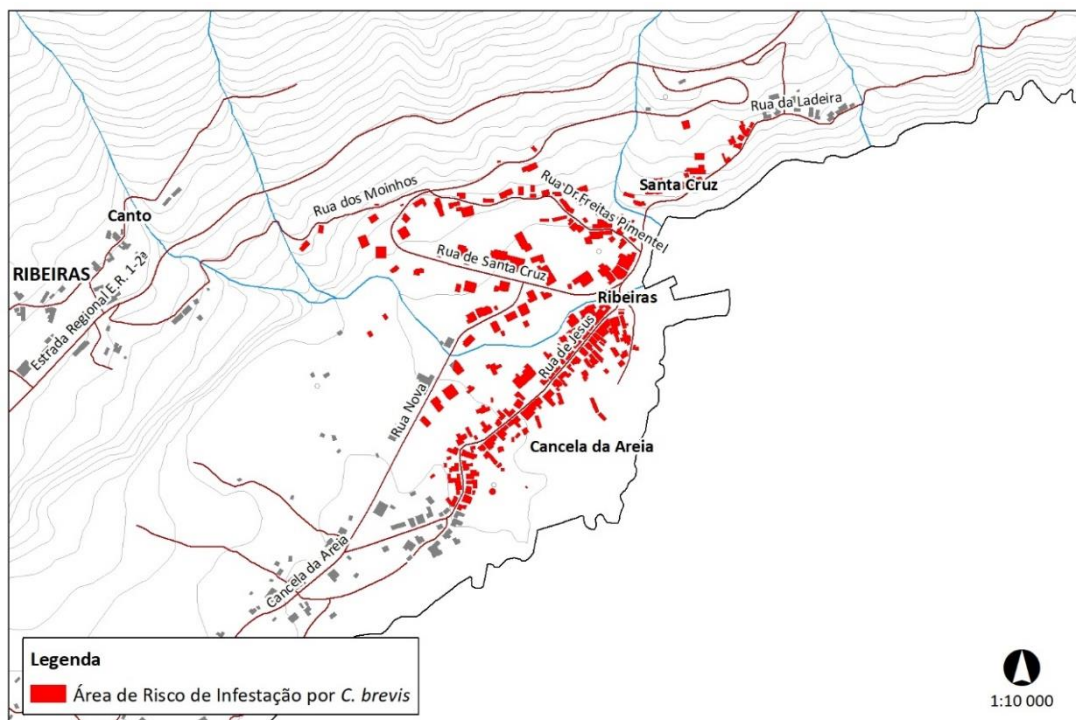 Rua da Ladeira
Santa Cruz
Rua dos Moinhos
Rua Dr.Freitas Pimentel
Canto
Rua de Santa Cruz
RIBEIRAS
Estrada Regional E.R. 1-2ª
Ribeiras
Rua de Jesus
Rua Nova
Cancela da Areia
Cancela da Areia
Legenda
Área de Risco de Infestação por C. brevis
1:10 000